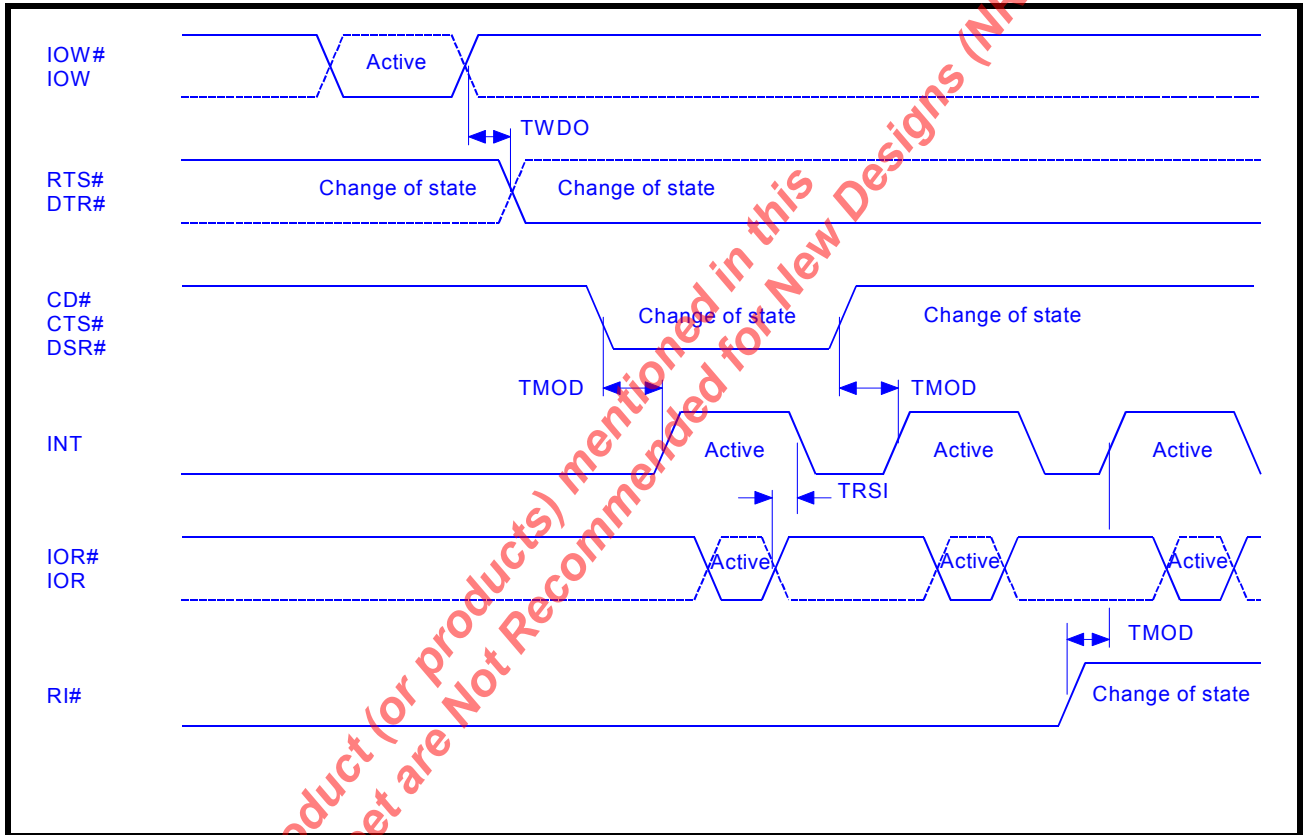 IOW#
IOW
Active
TWDO
RTS#
DTR#
Change of state
Change of state
CD#
CTS#
DSR#
Change of state
Change of state
TMOD
TMOD
INT
Active
Active
Active
TRSI
IOR#
IOR
Active
Active
Active
TMOD
RI#
Change of state
product (or products) mentioned in this
are Not Recommended for New Designs